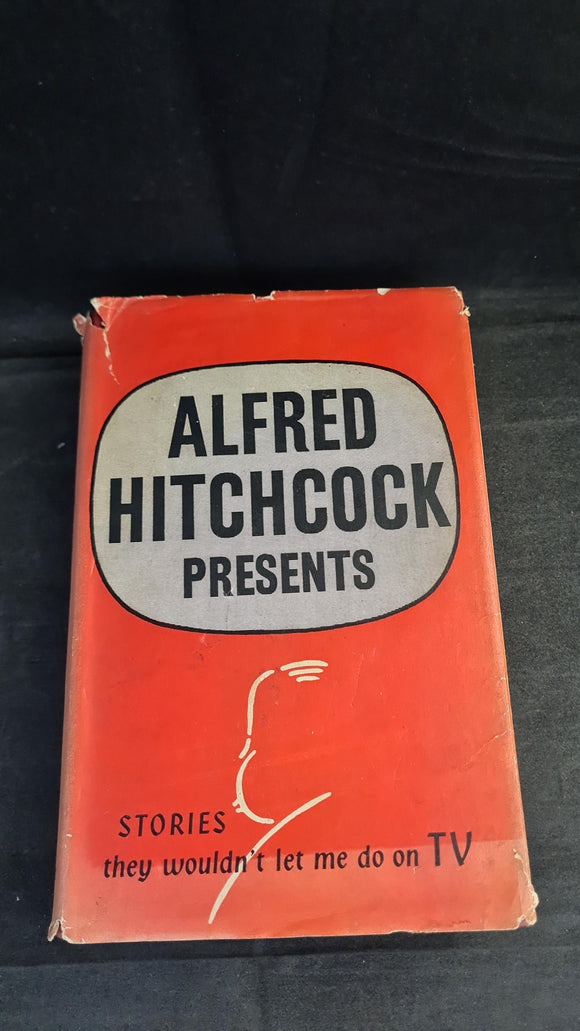 ALFRED
HITCHCOCK
PRESENTS
STORIES
they wouldn't let me do on TV